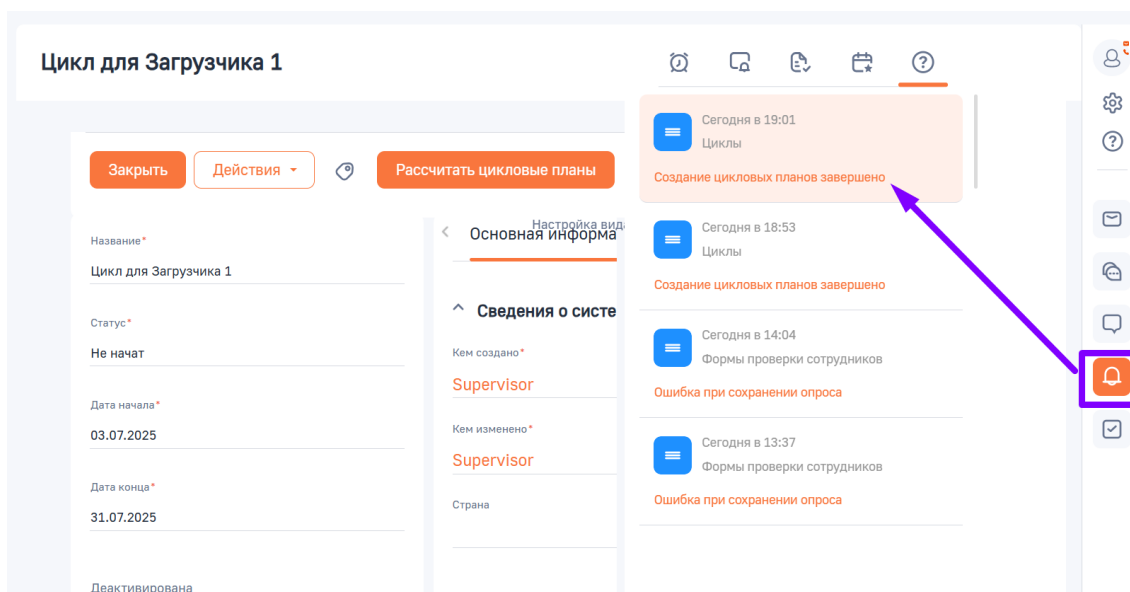 Цикл для Загрузчика 1
Закрыть
Действия
Рассчитать цикловые планы
Название*
Цикл для Загрузчика 1
Статус*
Не начат
Дата начала*
03.07.2025
Дата конца*
31.07.2025
Деактивирована
Настройка вида
Основная информа
Сведения о систе
Кем создано*
Supervisor
Кем изменено*
Supervisor
Страна
Сегодня в 19:01
Циклы
Создание цикловых планов завершено
Сегодня в 18:53
Циклы
Создание цикловых планов завершено
Сегодня в 14:04
Формы проверки сотрудников
Ошибка при сохранении опроса
Сегодня в 13:37
Формы проверки сотрудников
Ошибка при сохранении опроса